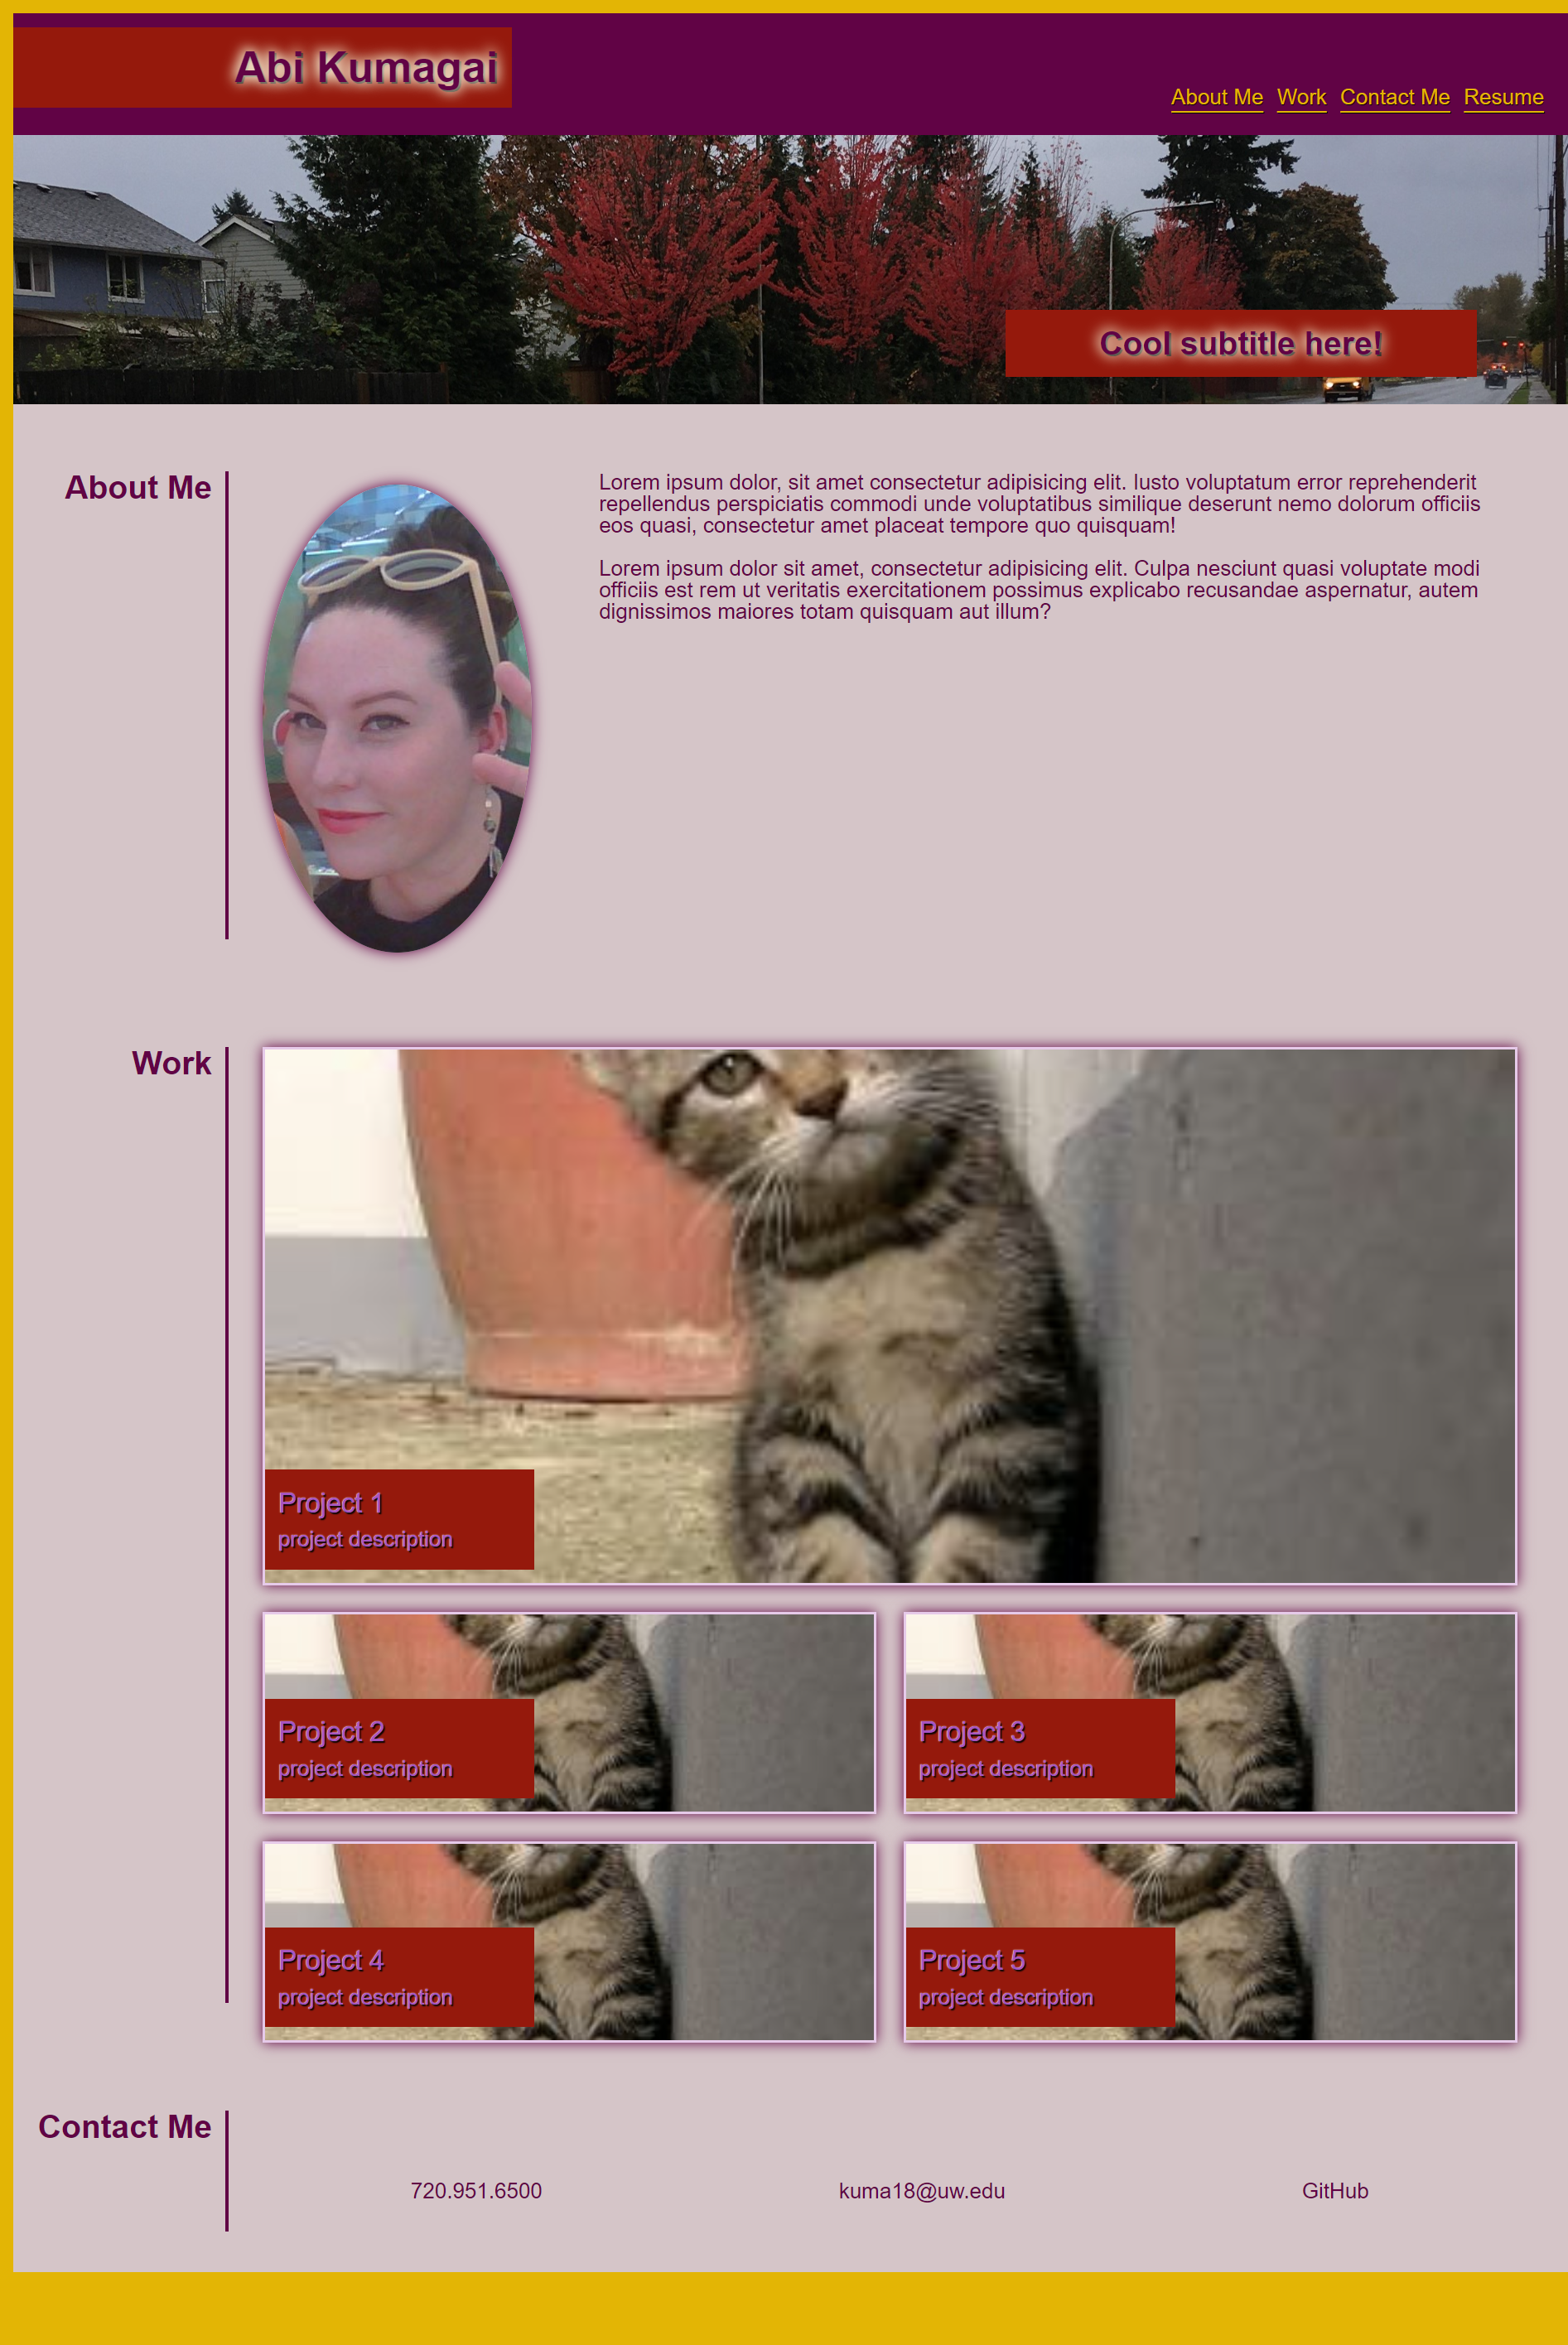 Abi Kumagai
About Me Work Contact Me Resume
Cool subtitle here!
About Me
Lorem ipsum dolor, sit amet consectetur adipisicing elit. Iusto voluptatum error reprehenderit
repellendus perspiciatis commodi unde voluptatibus similique deserunt nemo dolorum officiis
eos quasi, consectetur amet placeat tempore quo quisquam!
Lorem ipsum dolor sit amet, consectetur adipisicing elit. Culpa nesciunt quasi voluptate modi
officiis est rem ut veritatis exercitationem possimus explicabo recusandae aspernatur, autem
dignissimos maiores totam quisquam aut illum?
Work
Project 1
project description
Project 2
project description
Project 3
project description
Project 4
project description
Project 5
project description
Contact Me
720.951.6500
kuma18@uw.edu
GitHub